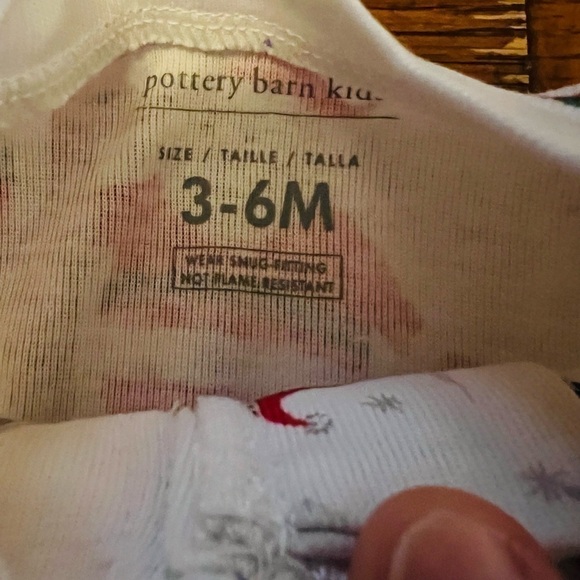 pottery barn kids
SIZE / TAILLE / TALLA
3-6M
WEAR SNUG-FITTING
NOT FLAME RESISTANT